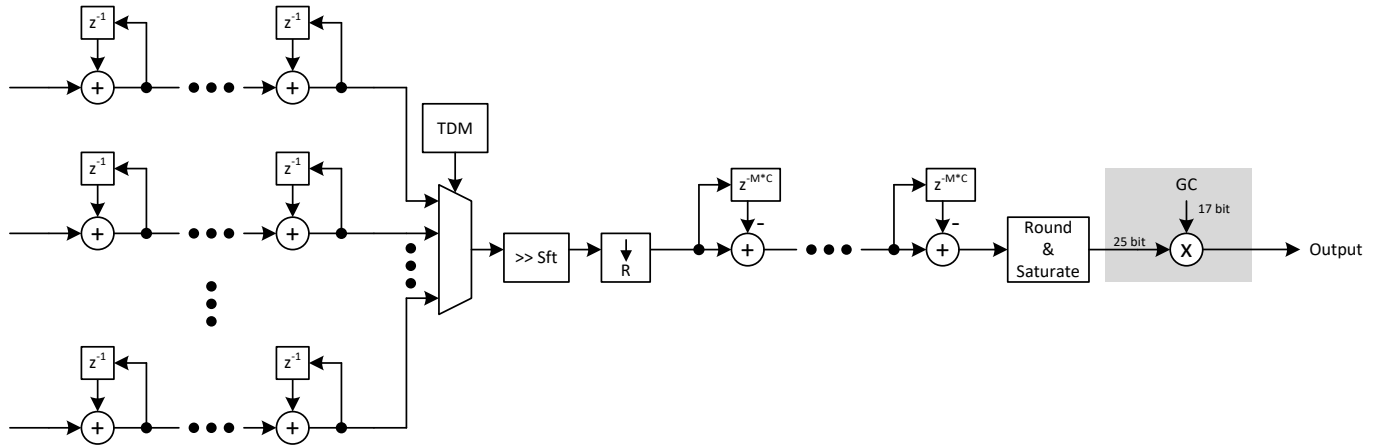 z-1
z-1
+
+
TDM
z-1
z-1
z-M*C
z-M*C
GC
17 bit
+
+
>> Sft
R
-
+
-
+
Round
&
Saturate
25 bit
X
Output
z-1
z-1
+
+